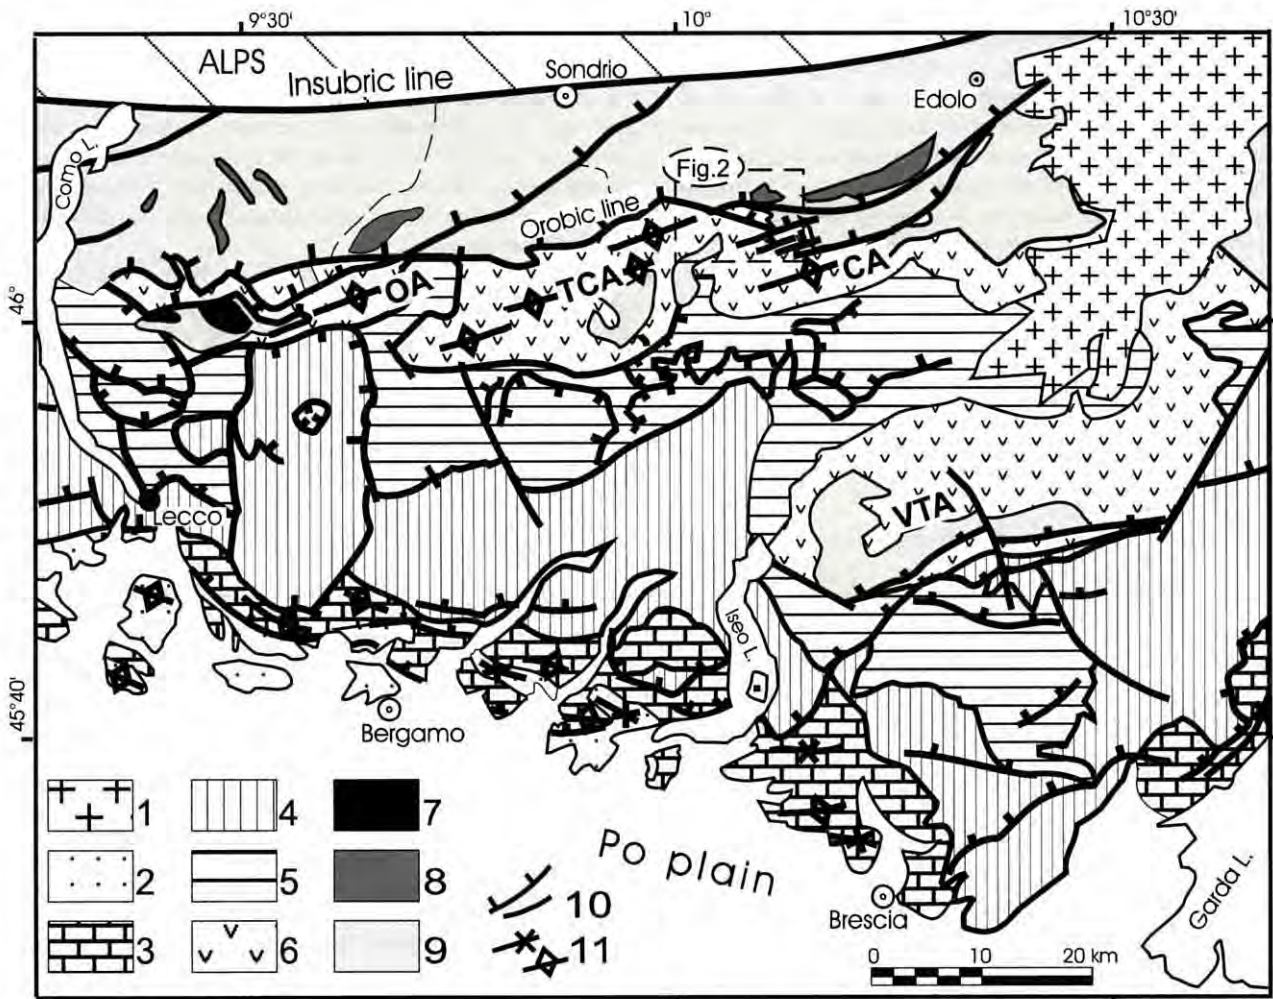 9°30'
10°
10°30'
ALPS
Insubric line
Sondrio
Edolo
Como L.
Fig.2
Orobic line
OA
TCA
CA
46°
Lecco
VTA
Iseo L.
45°40'
Bergamo
1
4
7
2
5
8
3
6
9
10
11
Po plain
Brescia
Garda L.
0 10 20 km